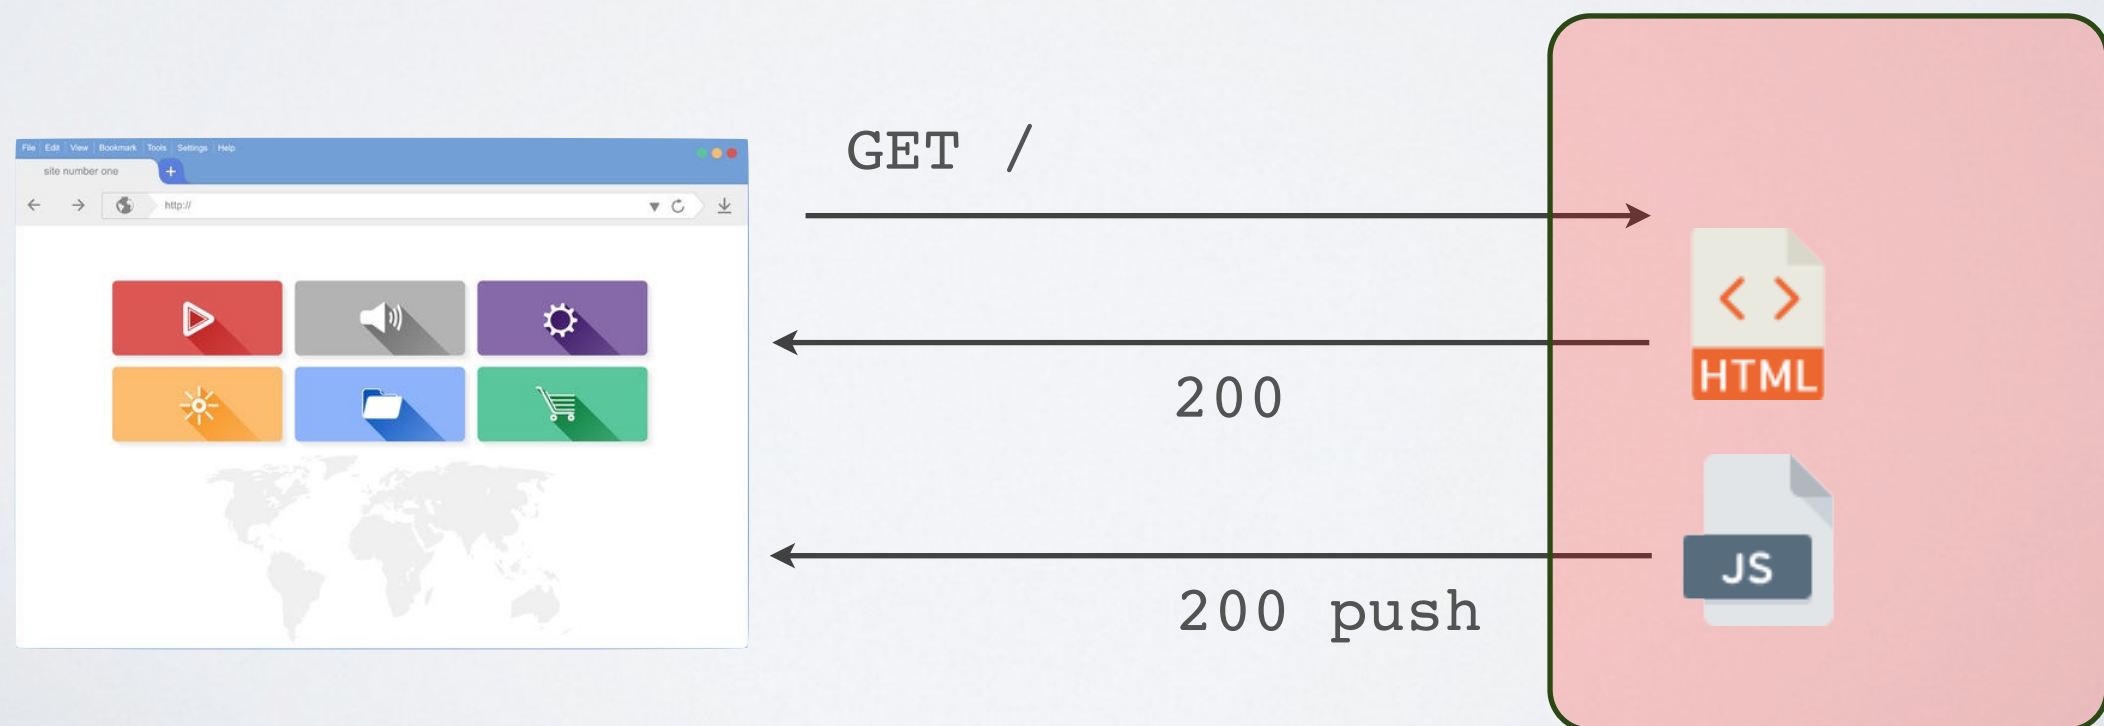 File Edit View Bookmark Tools Settings Help
site number one
+
http://
GET /
200
200 push
HTML
JS